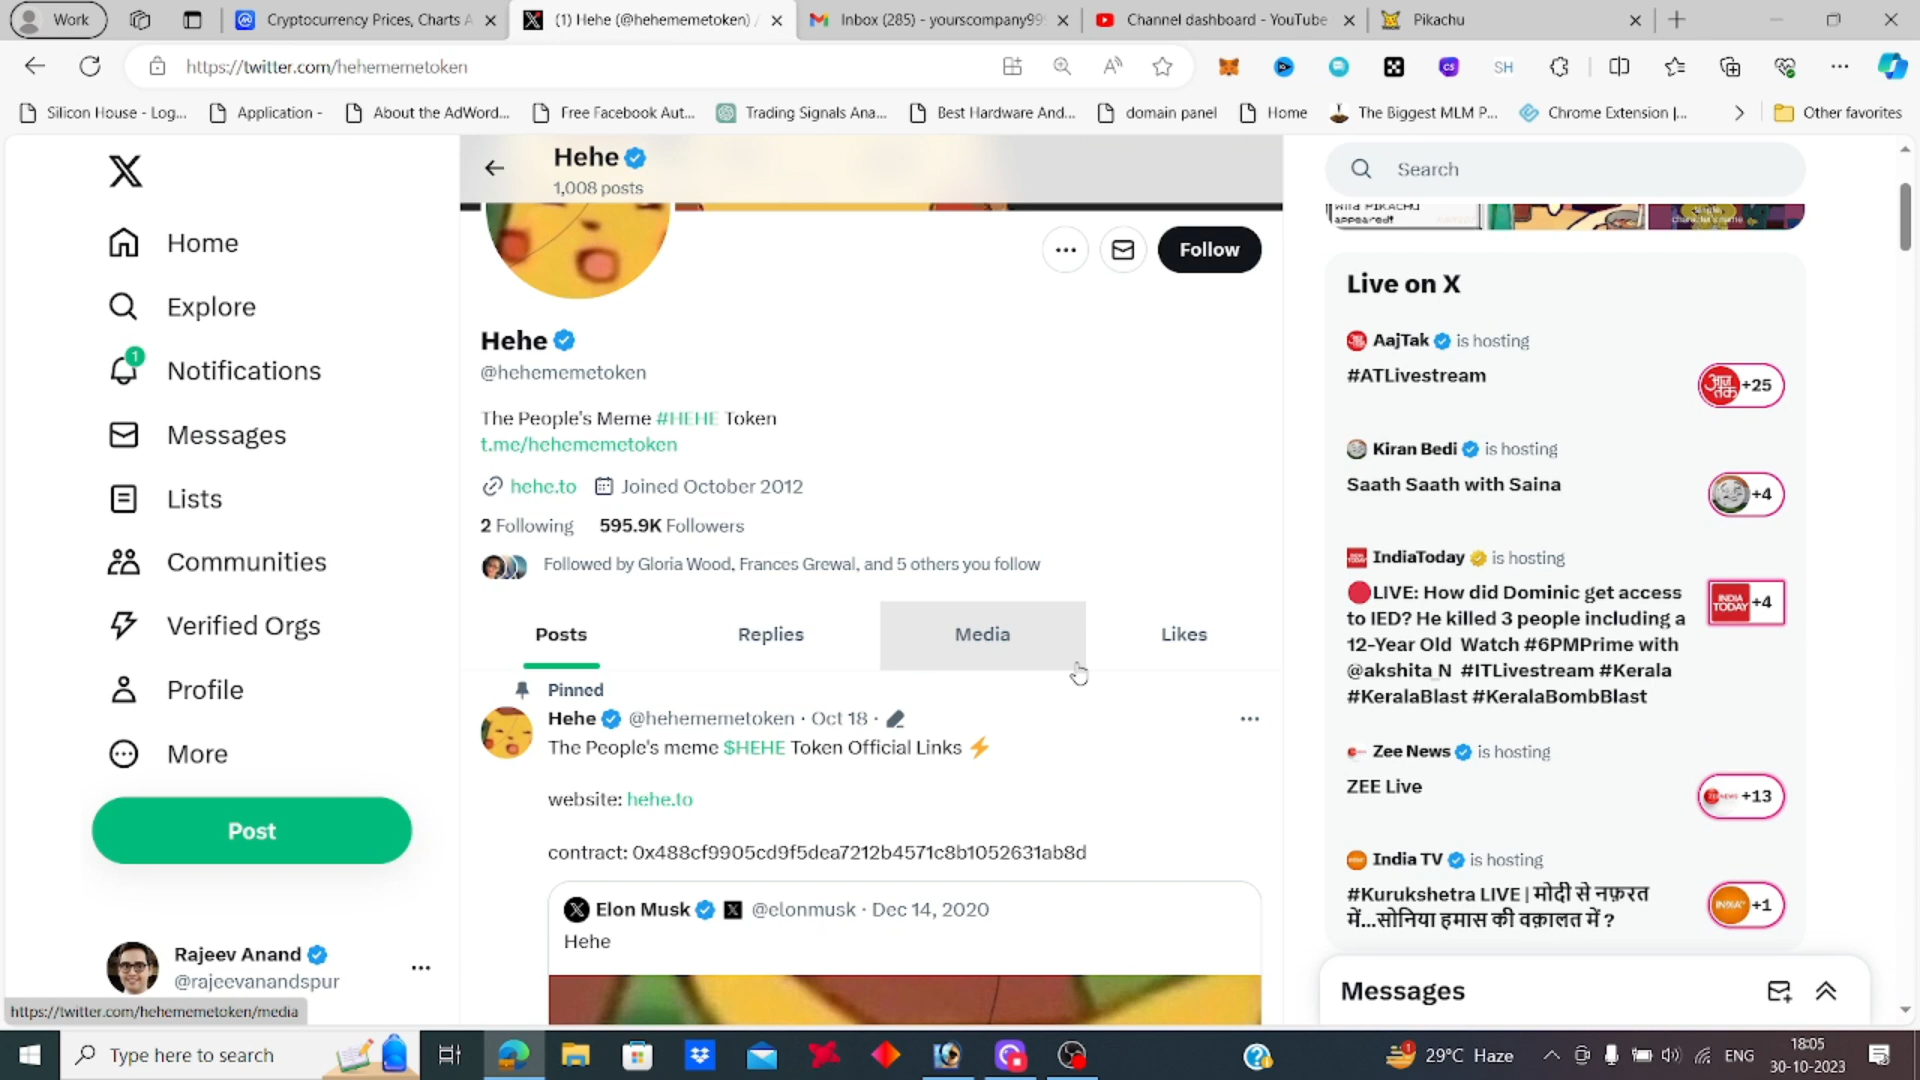 Work
Cryptocurrency Prices, Charts A
(1) Hehe (@hehememetoken) /
Inbox (285) - yourscompany99
Channel dashboard - YouTube
Pikachu
https://twitter.com/hehememetoken
Silicon House - Log...
Application -
About the AdWord...
Free Facebook Aut...
Trading Signals Ana...
Best Hardware And...
domain panel
Home
The Biggest MLM P...
Chrome Extension |...
Other favorites
Home
Explore
1
Notifications
Messages
Lists
Communities
Verified Orgs
Profile
More
Post
Rajeev Anand
@rajeevanandspur
https://twitter.com/hehememetoken/media
Hehe
1,008 posts
Follow
Hehe
@hehememetoken
The People's Meme #HEHE Token
t.me/hehememetoken
hehe.to Joined October 2012
2 Following 595.9K Followers
Followed by Gloria Wood, Frances Grewal, and 5 others you follow
Posts Replies Media Likes
Pinned
Hehe @hehememetoken · Oct 18 ·
The People's meme $HEHE Token Official Links ⚡
website: hehe.to
contract: 0x488cf9905cd9f5dea7212b4571c8b1052631ab8d
Elon Musk @elonmusk · Dec 14, 2020
Hehe
Search
Wild PIKACHU
appeared!
character's name
Live on X
AajTak is hosting
#ATLivestream
आज तक +25
Kiran Bedi is hosting
Saath Saath with Saina
+4
IndiaToday is hosting
🔴LIVE: How did Dominic get access
to IED? He killed 3 people including a
12-Year Old Watch #6PMPrime with
@akshita_N #ITLivestream #Kerala
#KeralaBlast #KeralaBombBlast
INDIA
TODAY +4
Zee News is hosting
ZEE Live
+13
India TV is hosting
#Kurukshetra LIVE | मोदी से नफ़रत
में...सोनिया हमास की वक़ालत में ?
+1
Messages
Type here to search
29°C Haze
ENG
18:05
30-10-2023